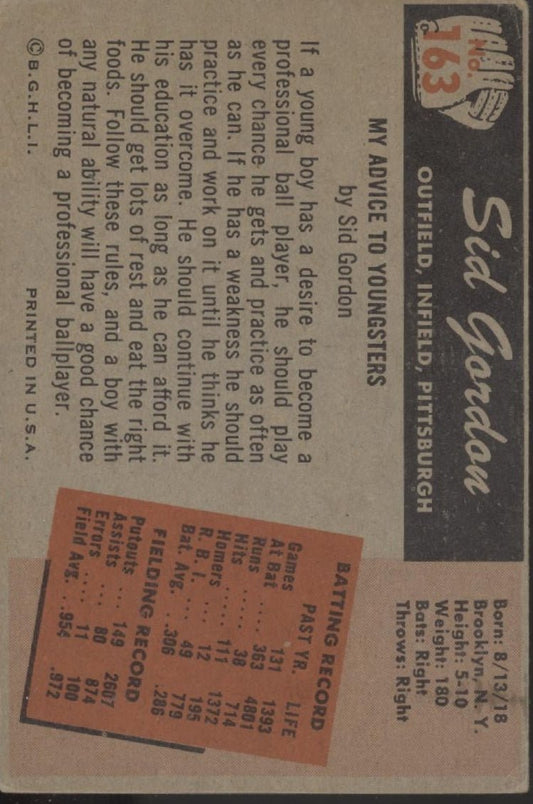 No.
163
Sid Gordon
OUTFIELD, INFIELD, PITTSBURGH
Born: 8/13/18
Brooklyn, N. Y.
Height: 5-10
Weight: 180
Bats: Right
Throws: Right
MY ADVICE TO YOUNGSTERS
by Sid Gordon
If a young boy has a desire to become a
professional ball player, he should play
every chance he gets and practice as often
as he can. If he has a weakness he should
practice and work on it until he thinks he
has it overcome. He should continue with
his education as long as he can afford it.
He should get lots of rest and eat the right
foods. Follow these rules, and a boy with
any natural ability will have a good chance
of becoming a professional ballplayer.
©B.G.H.L.I. PRINTED IN U.S.A.
BATTING RECORD
PAST YR. LIFE
Games 131 1393
At Bat 363 4801
Runs ..... 38 714
Hits ..... 111 1372
Homers ..... 12 195
R. B. I. ... 49 779
Bat. Avg. .. .306 .286
FIELDING RECORD
Putouts ... 149 2607
Assists ... 80 874
Errors .... 11 100
Field Avg. .. .954 .972